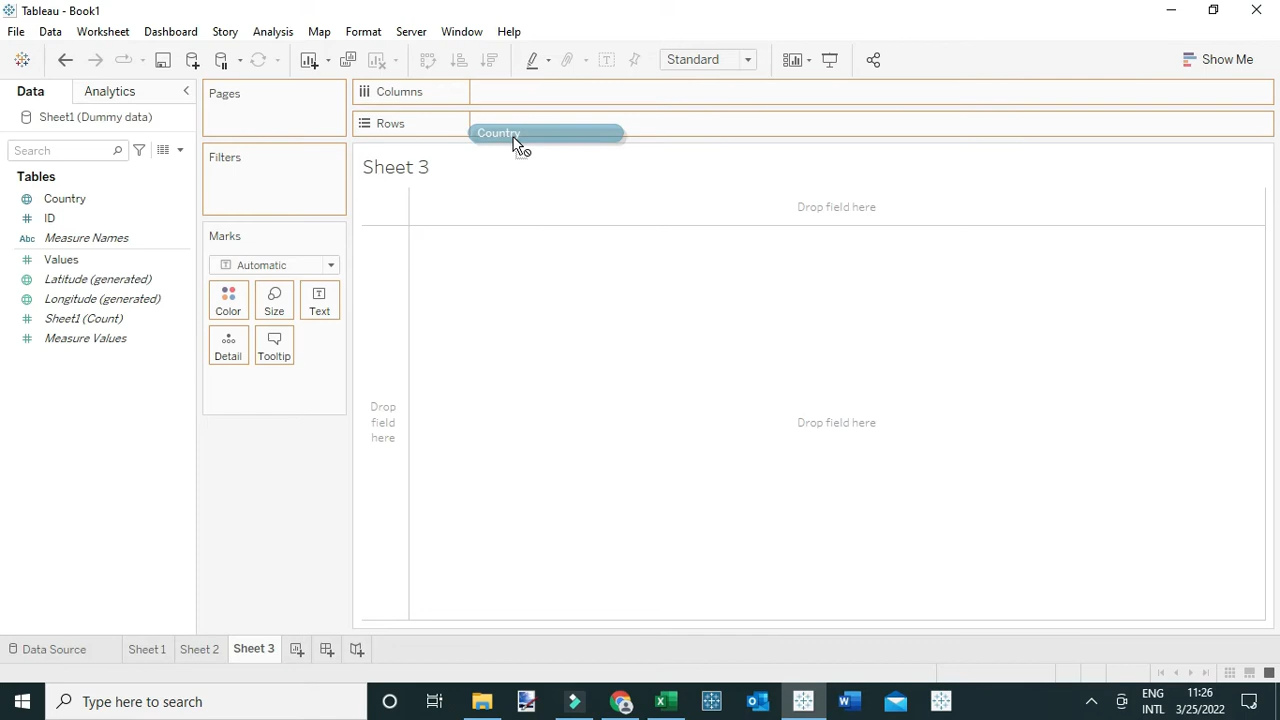 Tableau - Book1
File Data Worksheet Dashboard Story Analysis Map Format Server Window Help
Standard
Show Me
Data Analytics
Pages
Columns
Sheet1 (Dummy data)
Rows
Country
Search
Filters
Sheet 3
Tables
Country
ID
Measure Names
Abc
Values
Latitude (generated)
Longitude (generated)
Sheet1 (Count)
Measure Values
Marks
Automatic
Color Size Text
Detail Tooltip
Drop field here
Drop
field
here
Drop field here
Data Source Sheet 1 Sheet 2 Sheet 3
Type here to search
ENG
INTL
11:26
3/25/2022